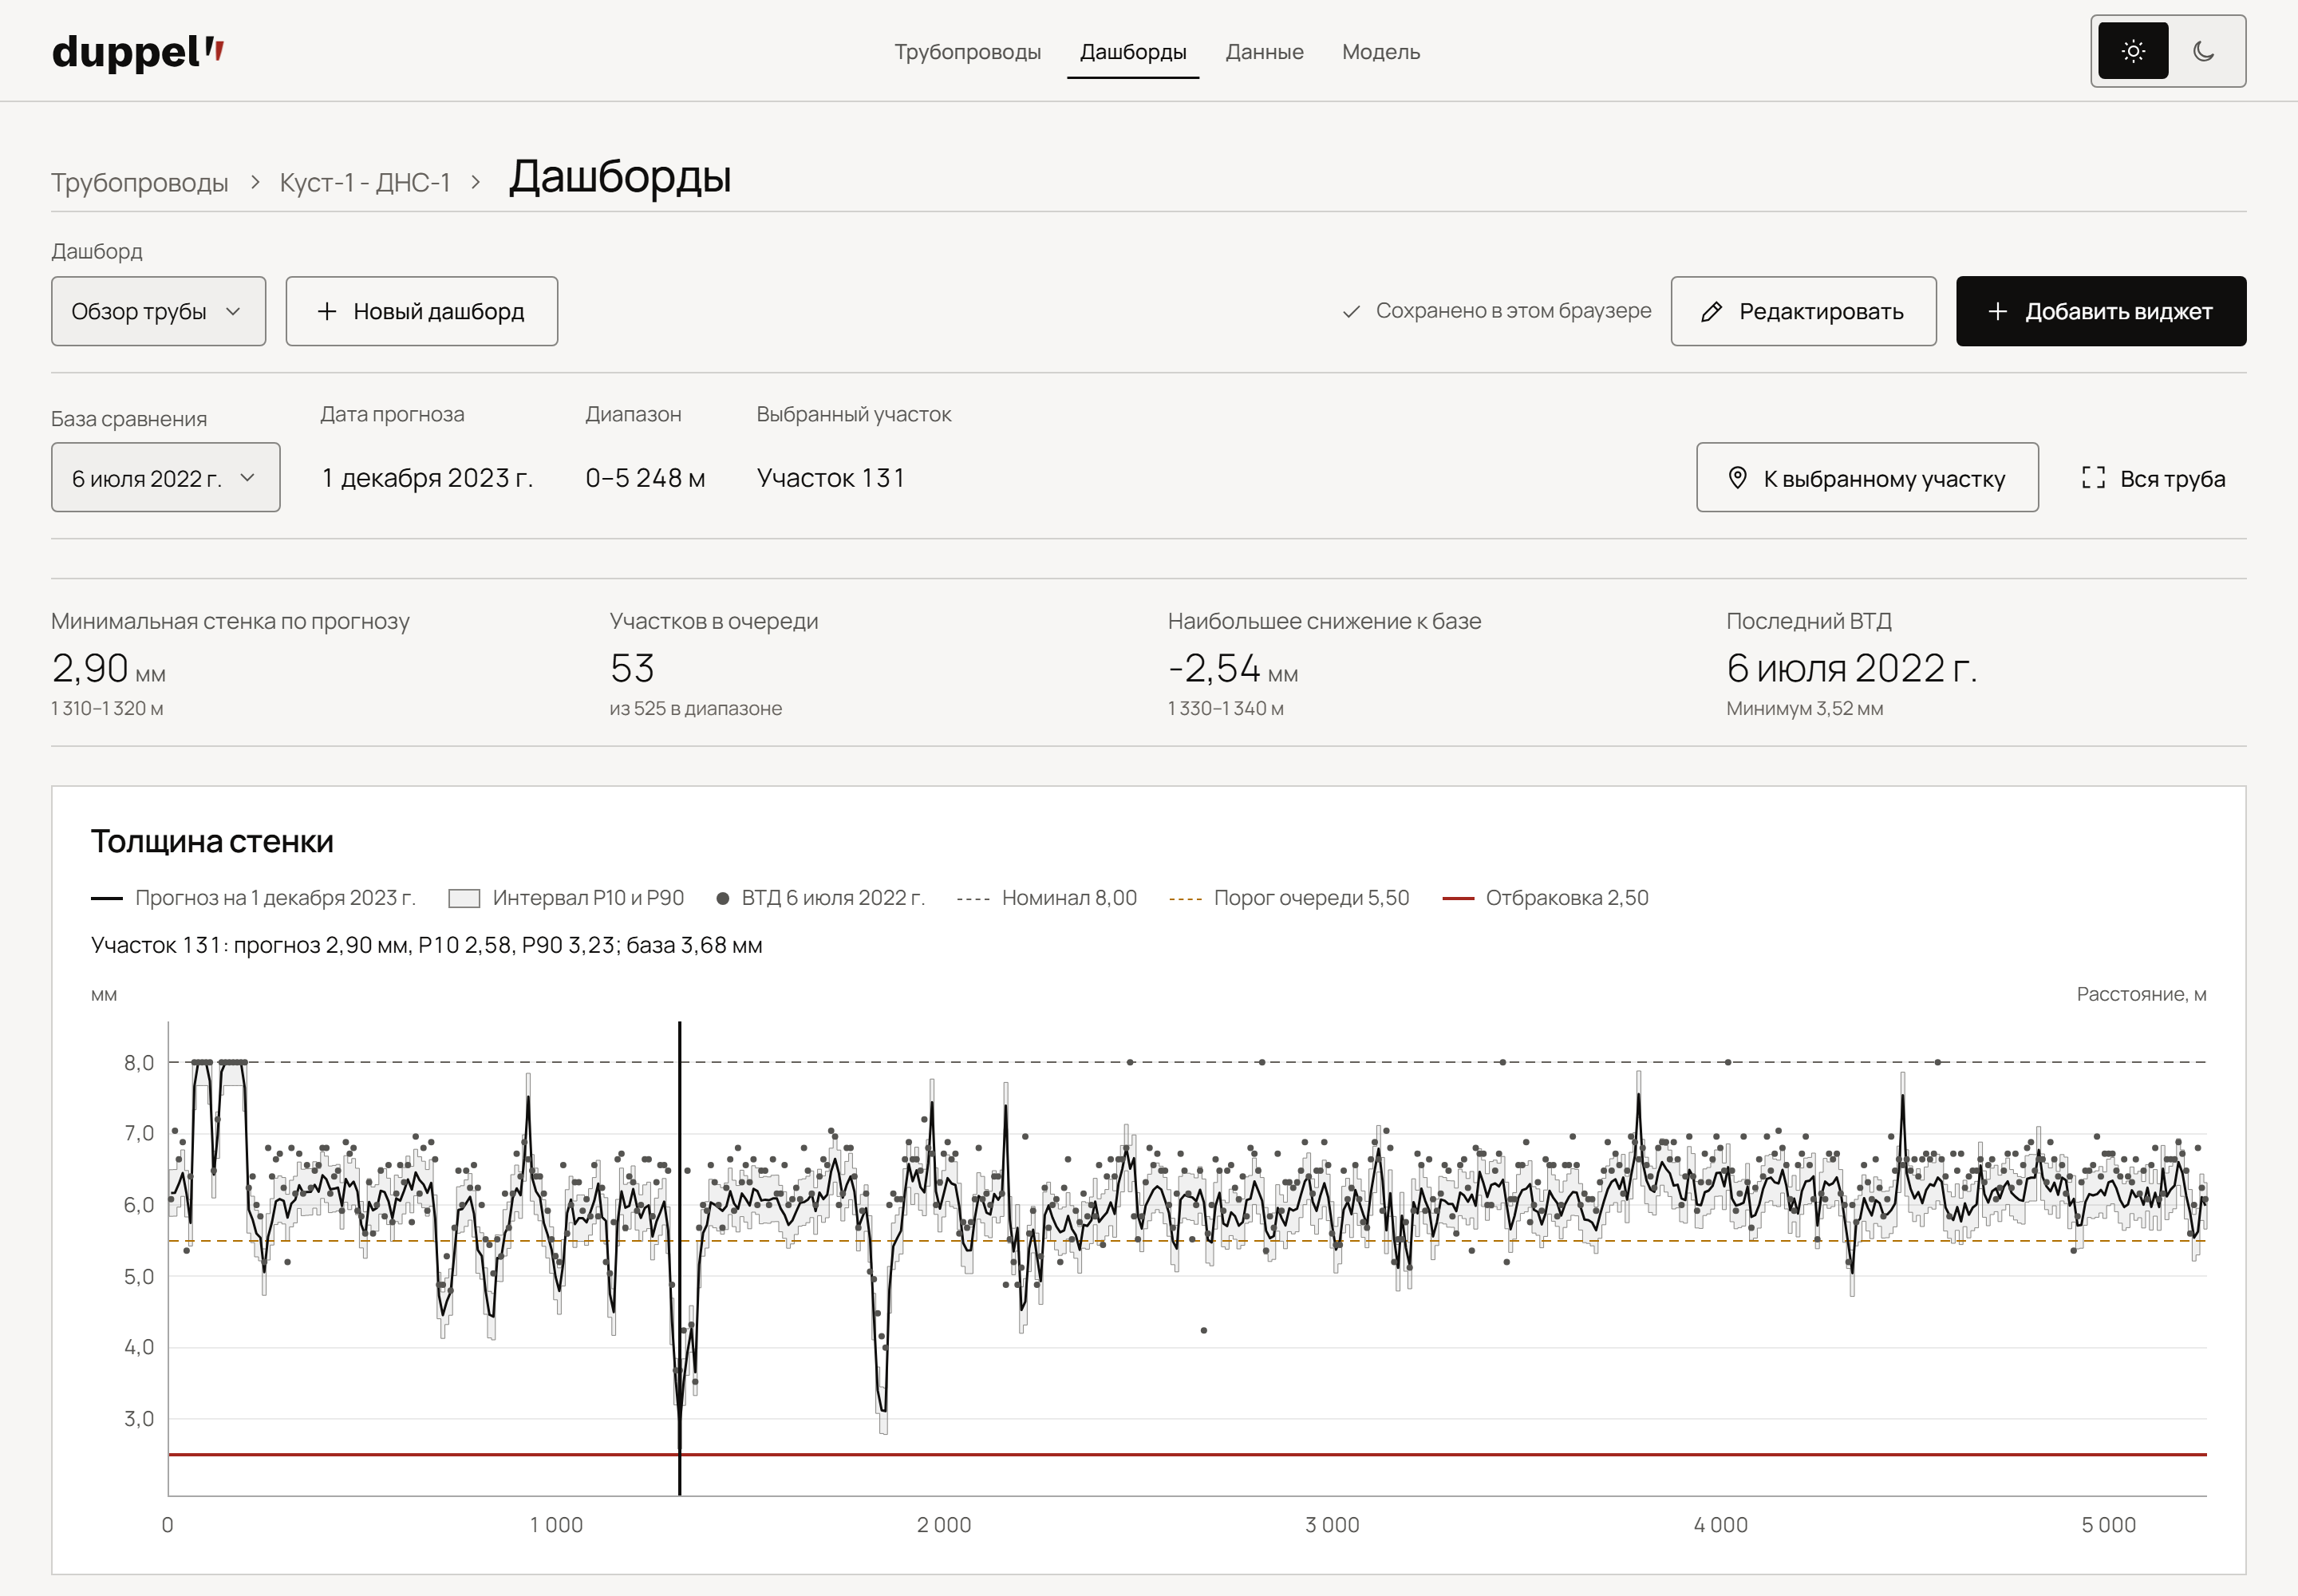 duppel
Трубопроводы Дашборды Данные Модель
Трубопроводы Куст-1 - ДНС-1 Дашборды
Дашборд
Обзор трубы Новый дашборд Сохранено в этом браузере Редактировать Добавить виджет
База сравнения Дата прогноза Диапазон Выбранный участок
6 июля 2022 г. 1 декабря 2023 г. 0–5 248 м Участок 131 К выбранному участку Вся труба
Минимальная стенка по прогнозу Участков в очереди Наибольшее снижение к базе Последний ВТД
2,90 мм 53 -2,54 мм 6 июля 2022 г.
1 310–1 320 м из 525 в диапазоне 1 330–1 340 м Минимум 3,52 мм
Толщина стенки
Прогноз на 1 декабря 2023 г. Интервал P10 и P90 ВТД 6 июля 2022 г. Номинал 8,00 Порог очереди 5,50 Отбраковка 2,50
Участок 131: прогноз 2,90 мм, P10 2,58, P90 3,23; база 3,68 мм
мм Расстояние, м
8,0
7,0
6,0
5,0
4,0
3,0
0 1 000 2 000 3 000 4 000 5 000